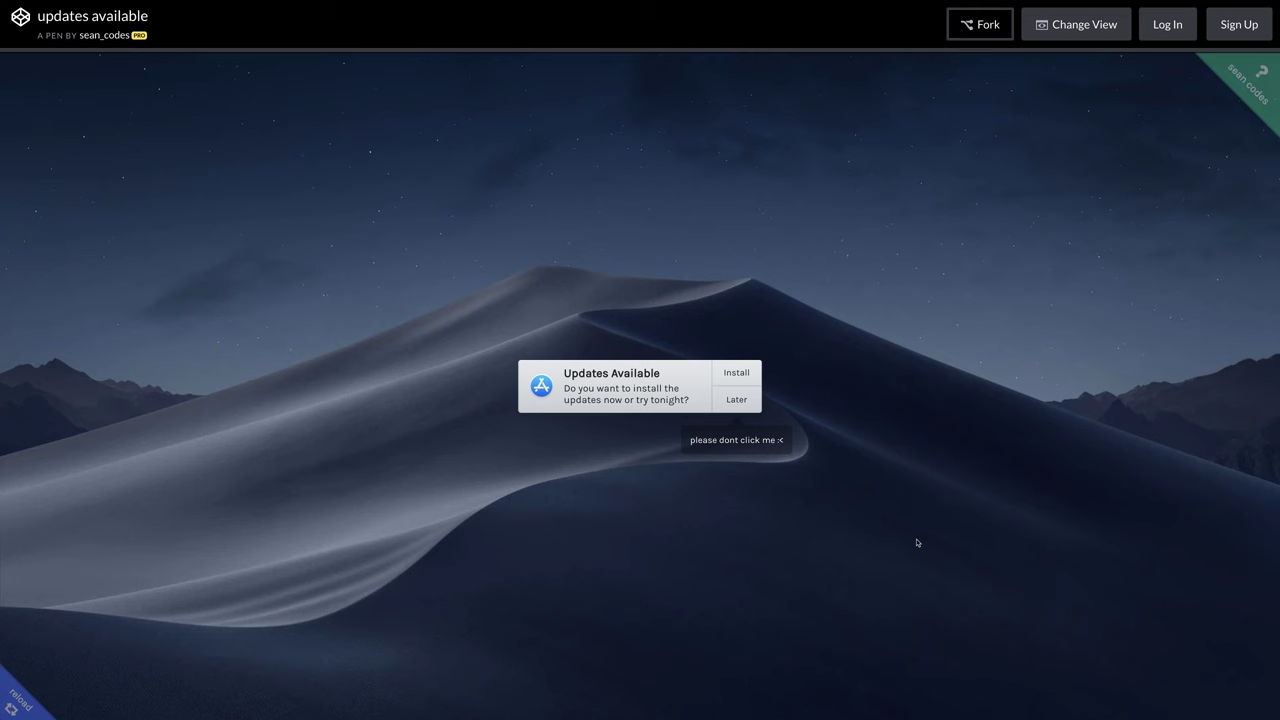 updates available
A PEN BY sean_codes PRO
Fork
Change View
Log In
Sign Up
sean codes
?
Updates Available
Do you want to install the
updates now or try tonight?
Install
Later
please dont click me :<
reload